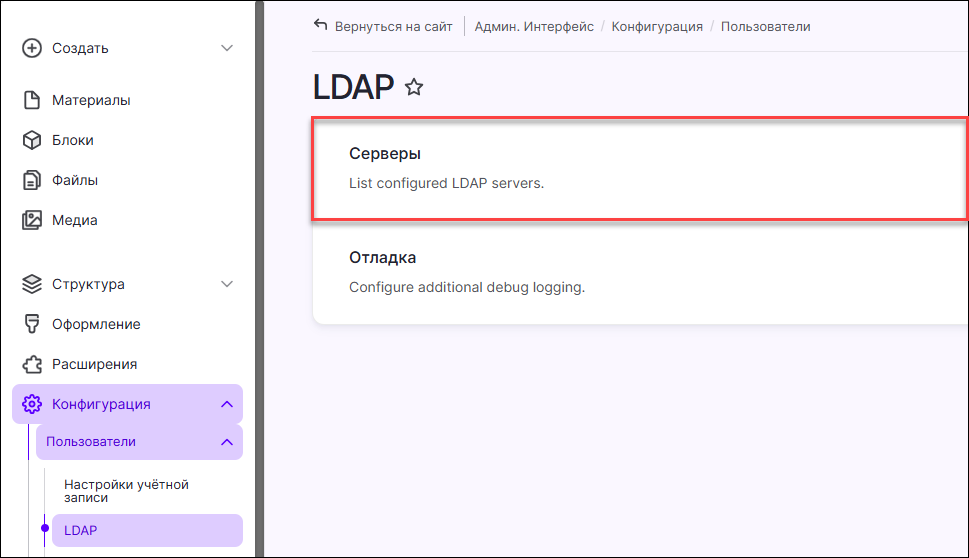 Создать
Материалы
Блоки
Файлы
Медиа
Структура
Оформление
Расширения
Конфигурация
Пользователи
Настройки учётной
записи
LDAP
Вернуться на сайт Админ. Интерфейс / Конфигурация / Пользователи
LDAP
Серверы
List configured LDAP servers.
Отладка
Configure additional debug logging.